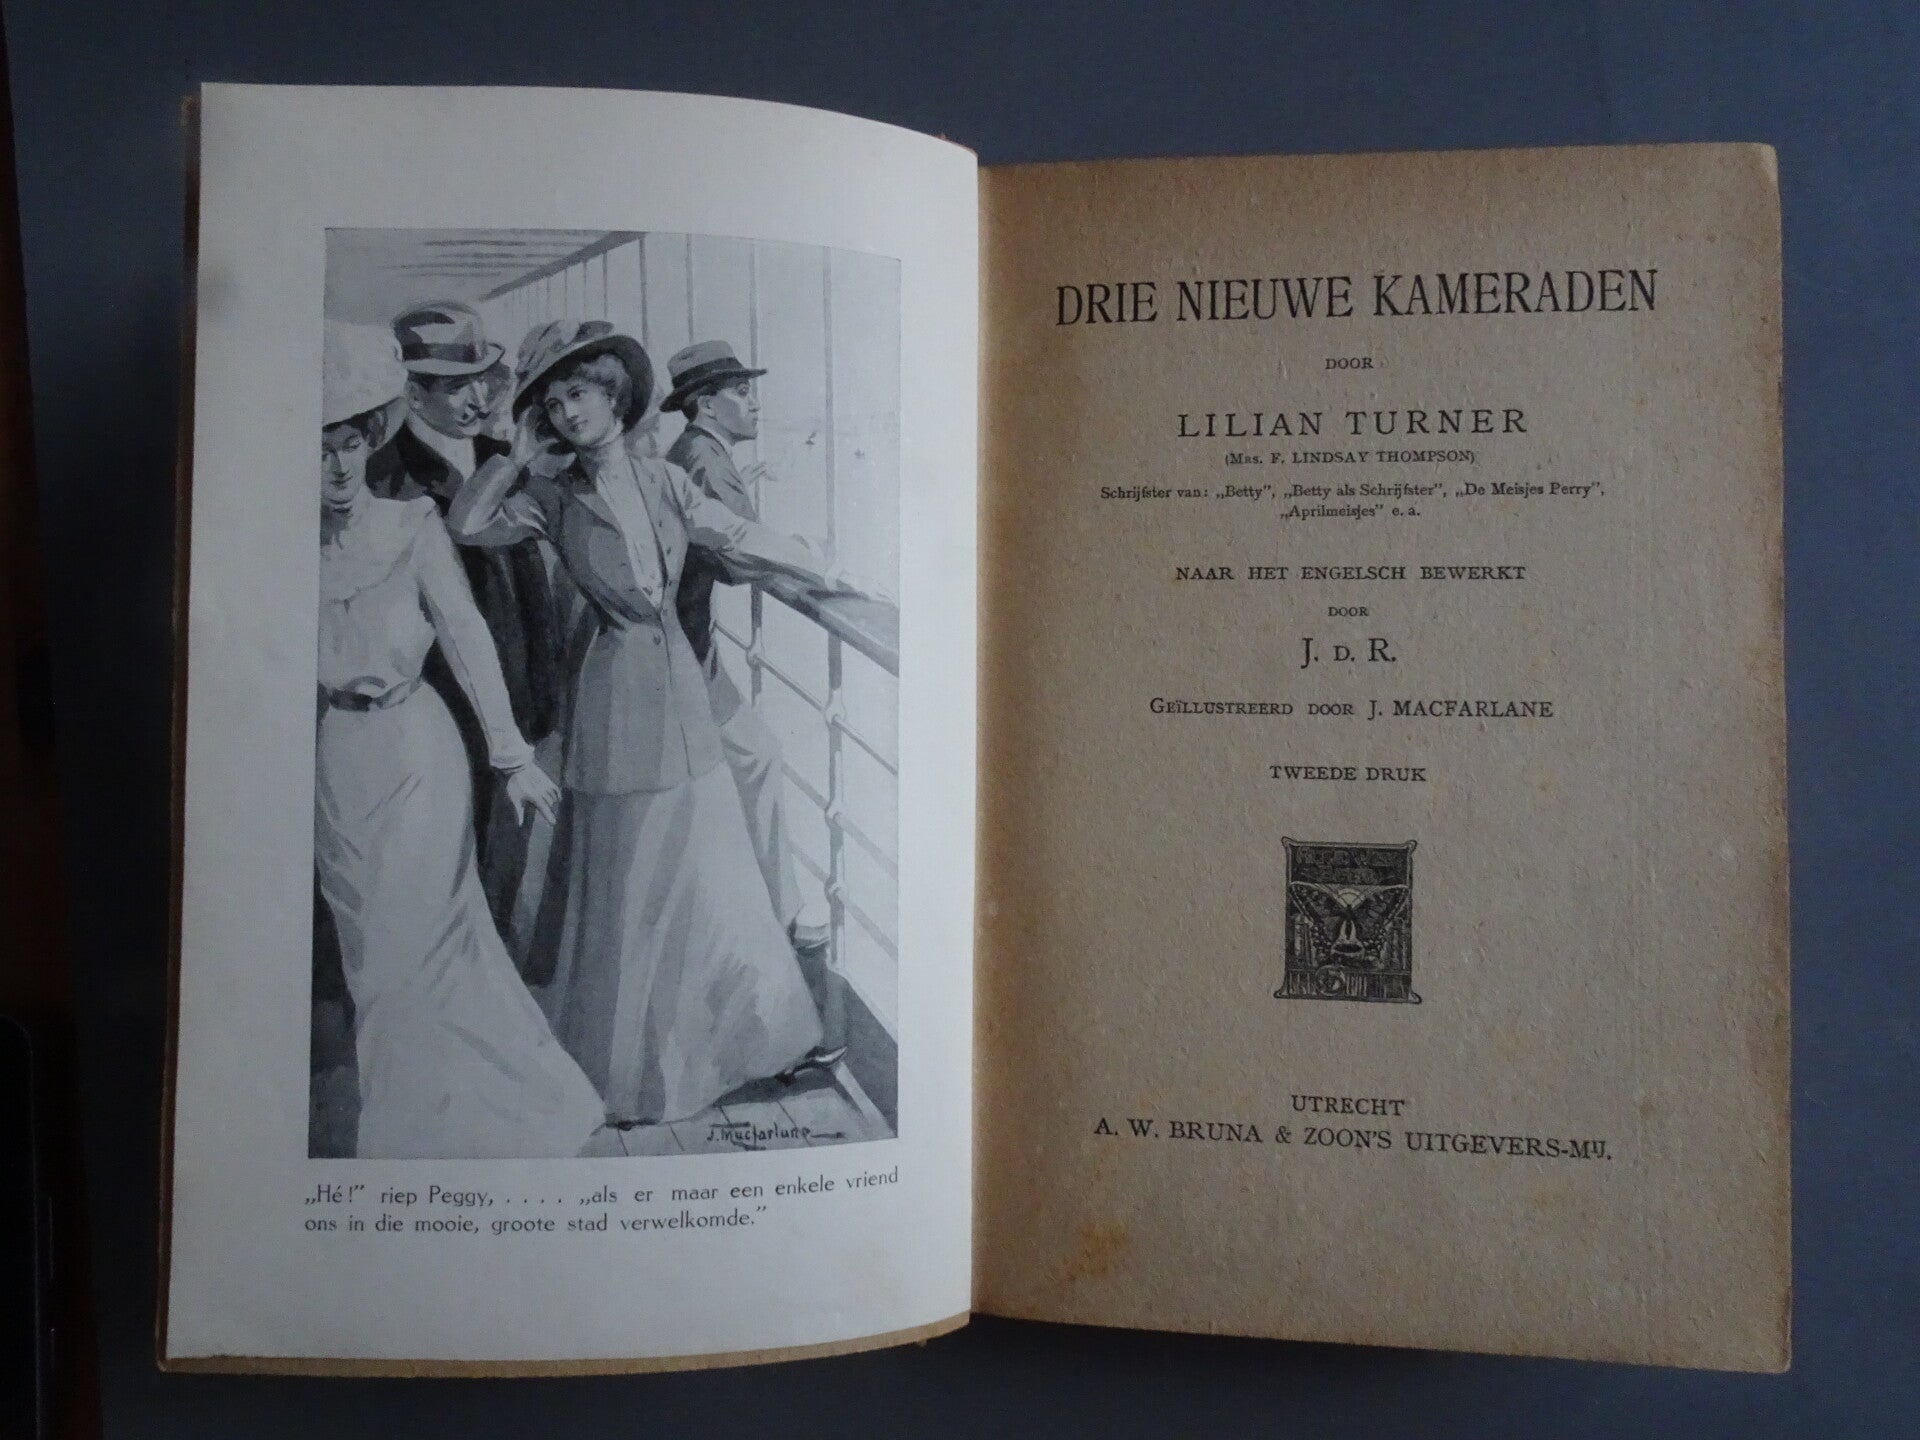 J. Macfarlane
„Hé!” riep Peggy, . . . . „als er maar een enkele vriend
ons in die mooie, groote stad verwelkomde.”
DRIE NIEUWE KAMERADEN
DOOR
LILIAN TURNER
(MRS. F. LINDSAY THOMPSON)
Schrijfster van: „Betty”, „Betty als Schrijfster”, „De Meisjes Perry”,
„Aprilmeisjes” e. a.
NAAR HET ENGELSCH BEWERKT
DOOR
J. D. R.
GEÏLLUSTREERD DOOR J. MACFARLANE
TWEEDE DRUK
UTRECHT
A. W. BRUNA & ZOON'S UITGEVERS-MIJ.